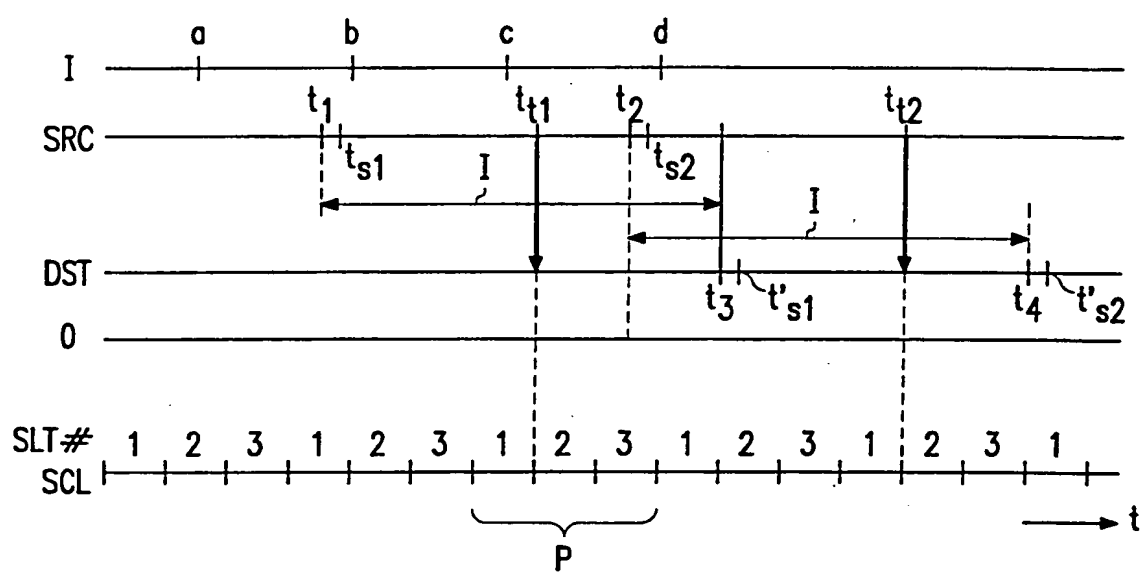 a b c d
I
t1 tt1 t2 tt2
SRC
ts1 ts2
I
I
DST
t3 t's1 t4 t's2
0
SLT# 1 2 3 1 2 3 1 2 3 1 2 3 1 2 3 1
SCL
t
P